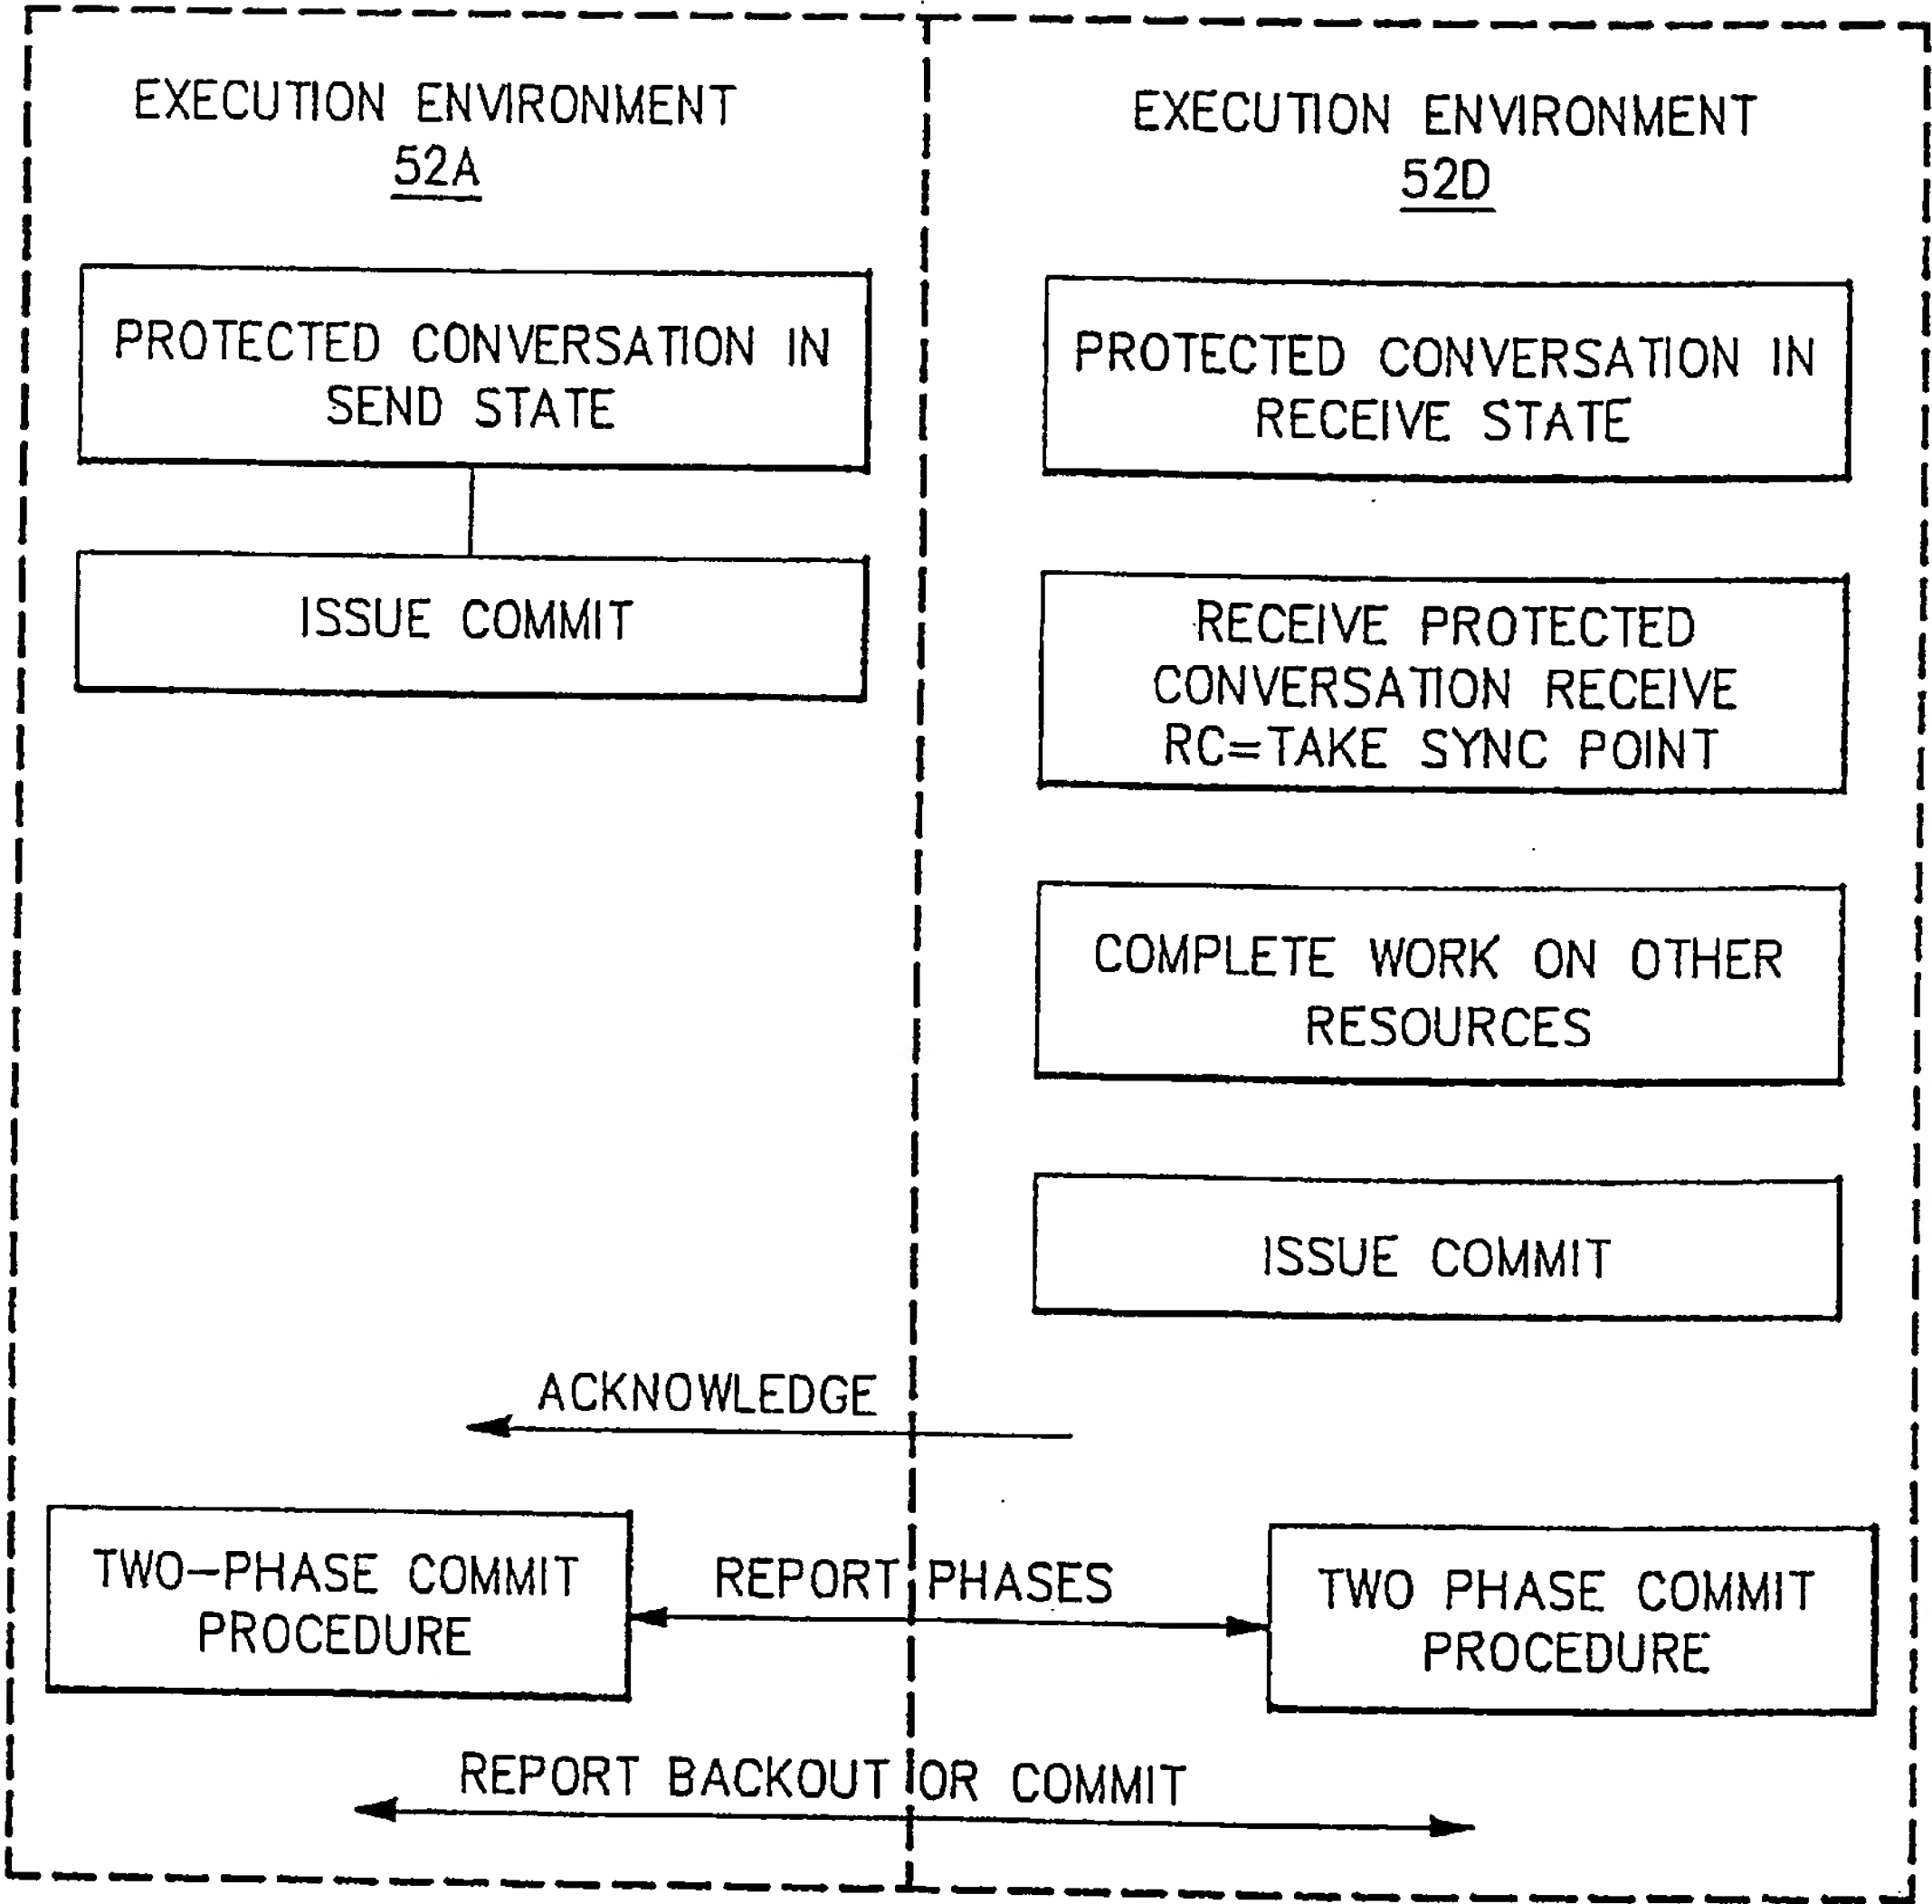 EXECUTION ENVIRONMENT
52A
PROTECTED CONVERSATION IN
SEND STATE
ISSUE COMMIT
EXECUTION ENVIRONMENT
52D
PROTECTED CONVERSATION IN
RECEIVE STATE
RECEIVE PROTECTED
CONVERSATION RECEIVE
RC=TAKE SYNC POINT
COMPLETE WORK ON OTHER
RESOURCES
ISSUE COMMIT
ACKNOWLEDGE
TWO-PHASE COMMIT
PROCEDURE
REPORT PHASES
TWO PHASE COMMIT
PROCEDURE
REPORT BACKOUT OR COMMIT